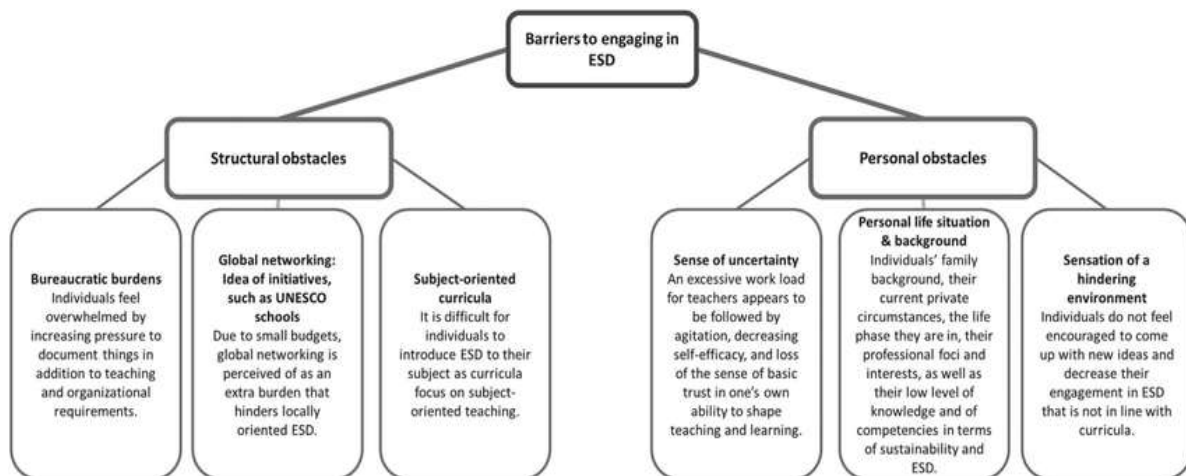 Barriers to engaging in
ESD
Structural obstacles
Personal obstacles
Bureaucratic burdens
Individuals feel
overwhelmed by
increasing pressure to
document things in
addition to teaching
and organizational
requirements.
Global networking:
Idea of initiatives,
such as UNESCO
schools
Due to small budgets,
global networking is
perceived of as an
extra burden that
hinders locally
oriented ESD.
Subject-oriented
curricula
It is difficult for
individuals to
introduce ESD to their
subject as curricula
focus on subject-
oriented teaching.
Sense of uncertainty
An excessive work load
for teachers appears to
be followed by
agitation, decreasing
self-efficacy, and loss
of the sense of basic
trust in one's own
ability to shape
teaching and learning.
Personal life situation
& background
Individuals' family
background, their
current private
circumstances, the life
phase they are in, their
professional foci and
interests, as well as
their low level of
knowledge and of
competencies in terms
of sustainability and
ESD.
Sensation of a
hindering
environment
Individuals do not feel
encouraged to come
up with new ideas and
decrease their
engagement in ESD
that is not in line with
curricula.